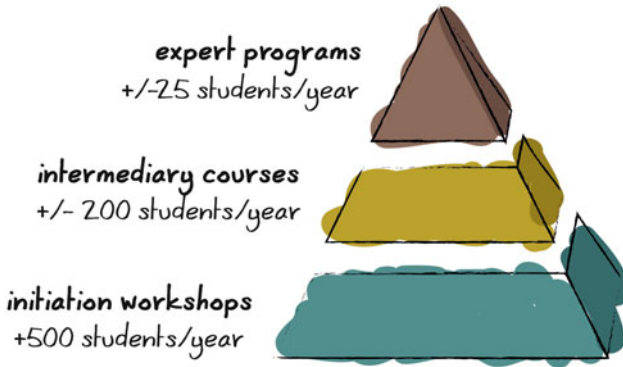 expert programs
+/-25 students/year
intermediary courses
+/- 200 students/year
initiation workshops
+500 students/year